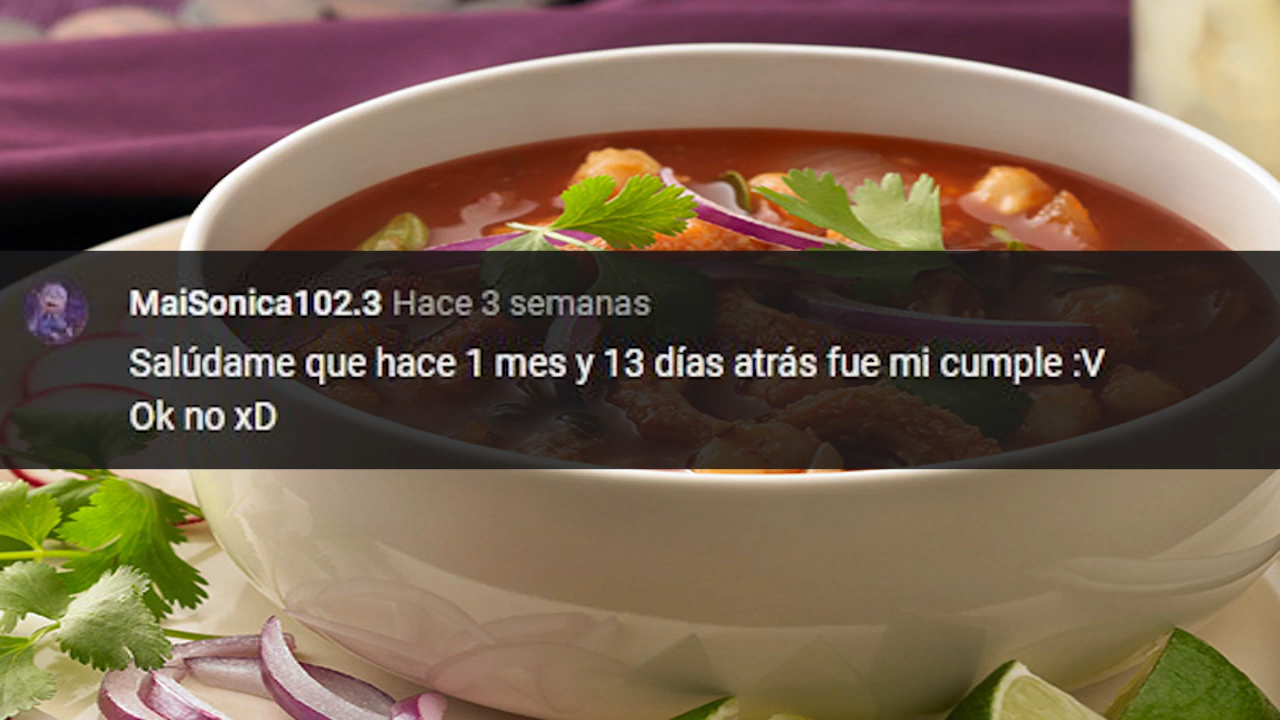 MaiSonica102.3 Hace 3 semanas
Salúdame que hace 1 mes y 13 días atrás fue mi cumple :V
Ok no xD